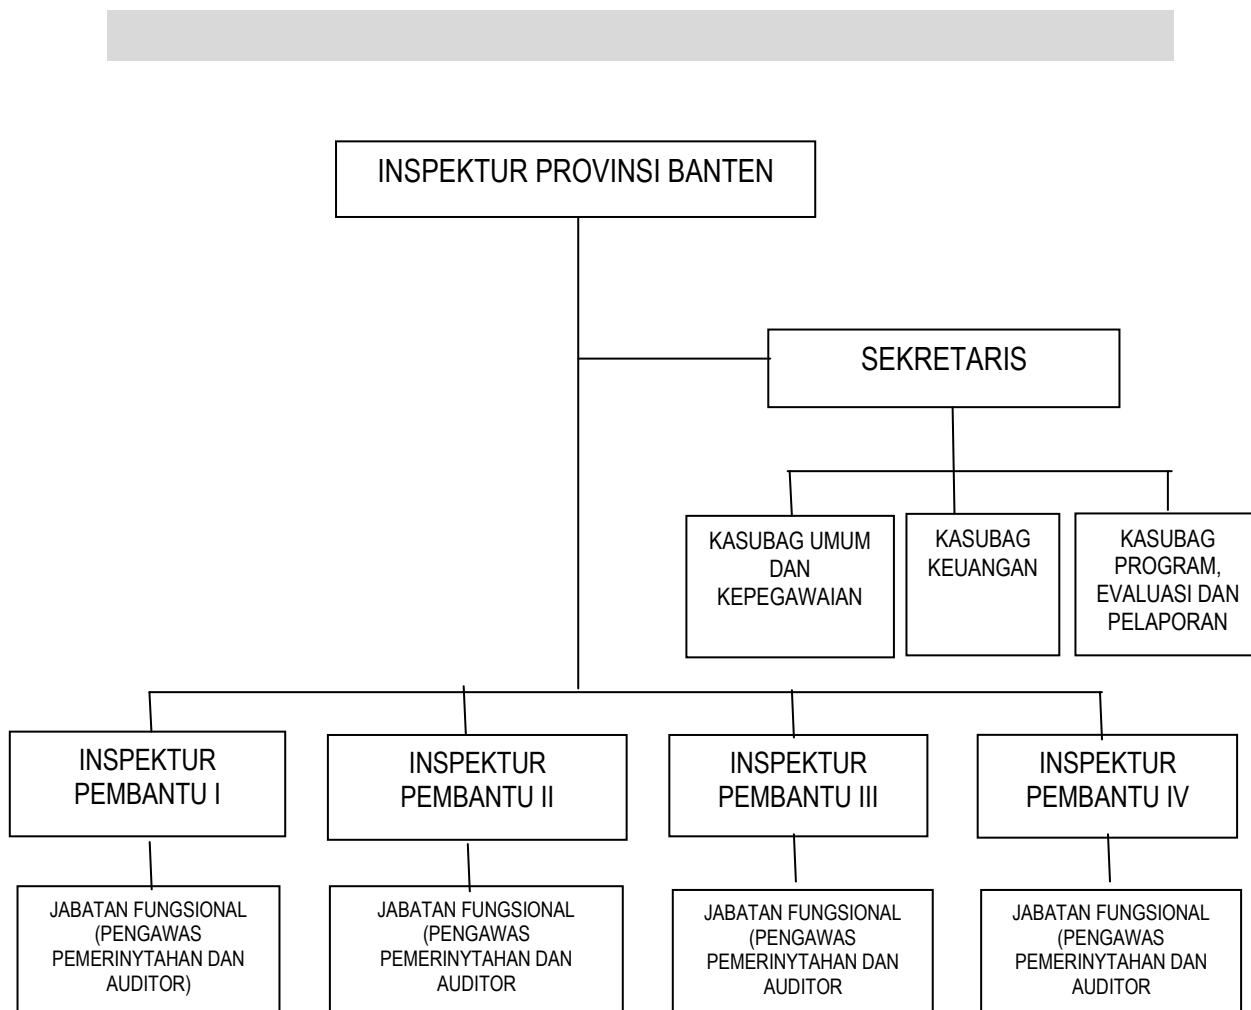 INSPEKTUR PROVINSI BANTEN
SEKRETARIS
KASUBAG UMUM
DAN
KEPEGAWAIAN
KASUBAG
KEUANGAN
KASUBAG
PROGRAM,
EVALUASI DAN
PELAPORAN
INSPEKTUR
PEMBANTU I
INSPEKTUR
PEMBANTU II
INSPEKTUR
PEMBANTU III
INSPEKTUR
PEMBANTU IV
JABATAN FUNGSIONAL
(PENGAWAS
PEMERINYTAHAN DAN
AUDITOR)
JABATAN FUNGSIONAL
(PENGAWAS
PEMERINYTAHAN DAN
AUDITOR
JABATAN FUNGSIONAL
(PENGAWAS
PEMERINYTAHAN DAN
AUDITOR
JABATAN FUNGSIONAL
(PENGAWAS
PEMERINYTAHAN DAN
AUDITOR